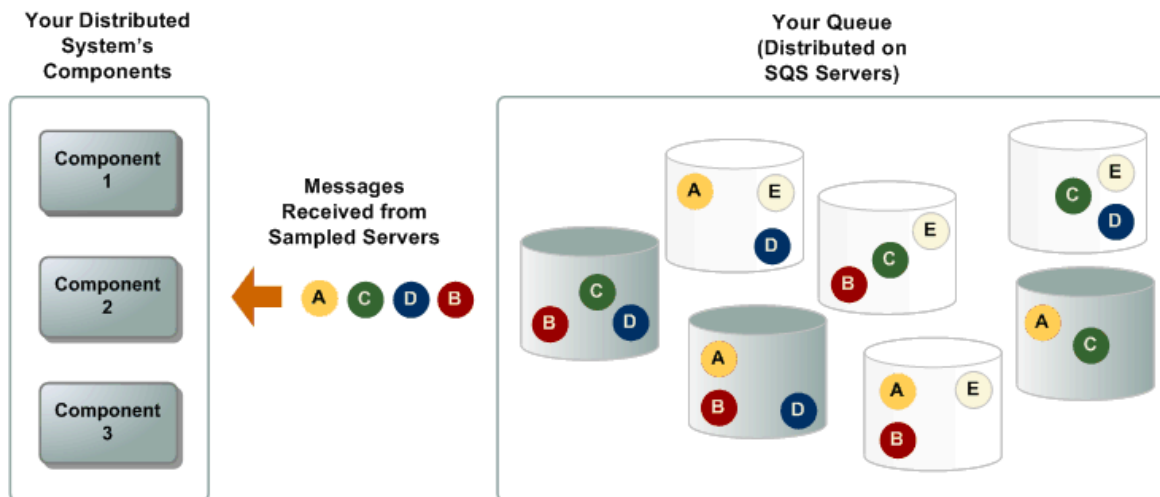 Your Distributed
System's
Components
Component
1
Component
2
Component
3
Messages
Received from
Sampled Servers
A C D B
Your Queue
(Distributed on
SQS Servers)
A E
D
E
C
B
E
C
D
C
B D
A
B D
A E
B
A
C